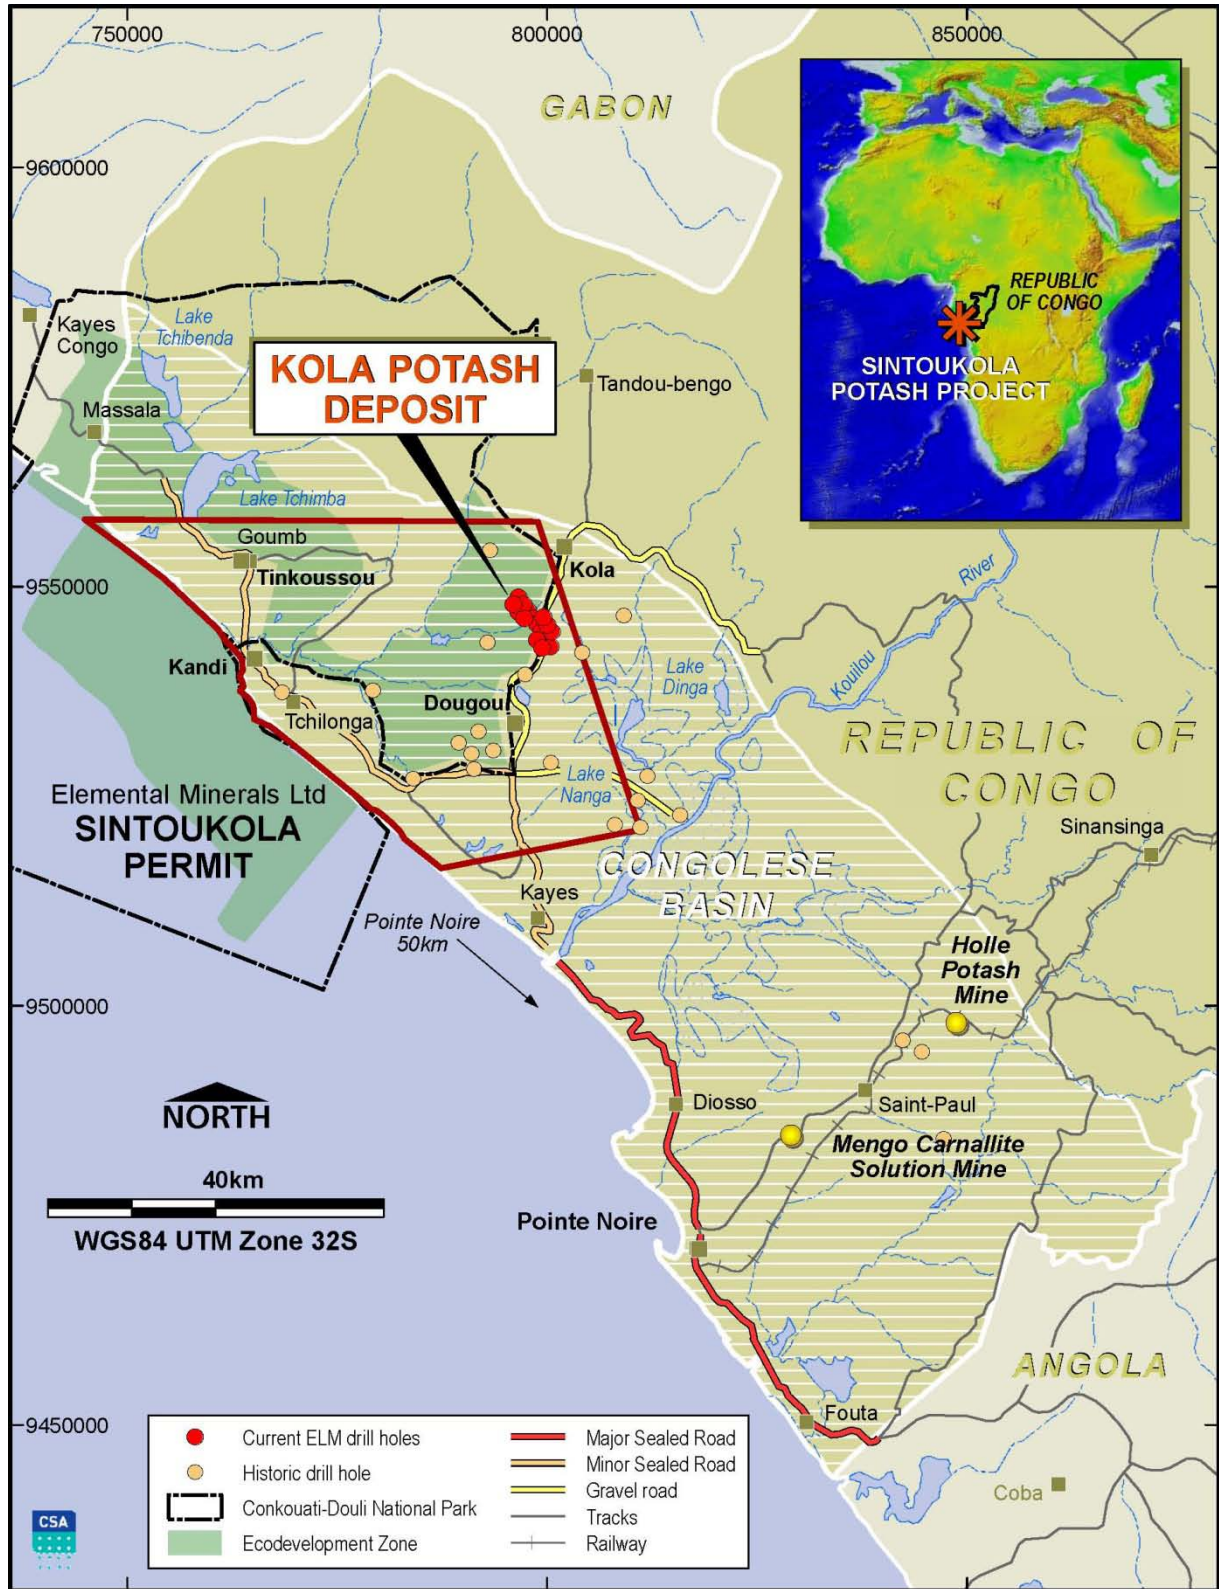 750000
800000
850000
GABON
9600000
REPUBLIC
OF CONGO
SINTOUKOLA
POTASH PROJECT
Kayes
Congo
Lake
Tchibenda
KOLA POTASH
DEPOSIT
Tandou-bengo
Massala
Lake Tchimba
Goumb
Tinkoussou
Kola
9550000
River
Kouilou
Lake
Dinga
Kandi
Dougou
Tchilonga
REPUBLIC OF
CONGO
Lake
Nanga
Elemental Minerals Ltd
SINTOUKOLA
PERMIT
Sinansinga
CONGOLESE
BASIN
Kayes
Pointe Noire
50km
Holle
Potash
Mine
9500000
NORTH
Diosso
Saint-Paul
Mengo Carnallite
Solution Mine
40km
WGS84 UTM Zone 32S
Pointe Noire
ANGOLA
9450000
Fouta
Coba
Current ELM drill holes
Historic drill hole
Conkouati-Douli National Park
Ecodevelopment Zone
Major Sealed Road
Minor Sealed Road
Gravel road
Tracks
Railway
CSA